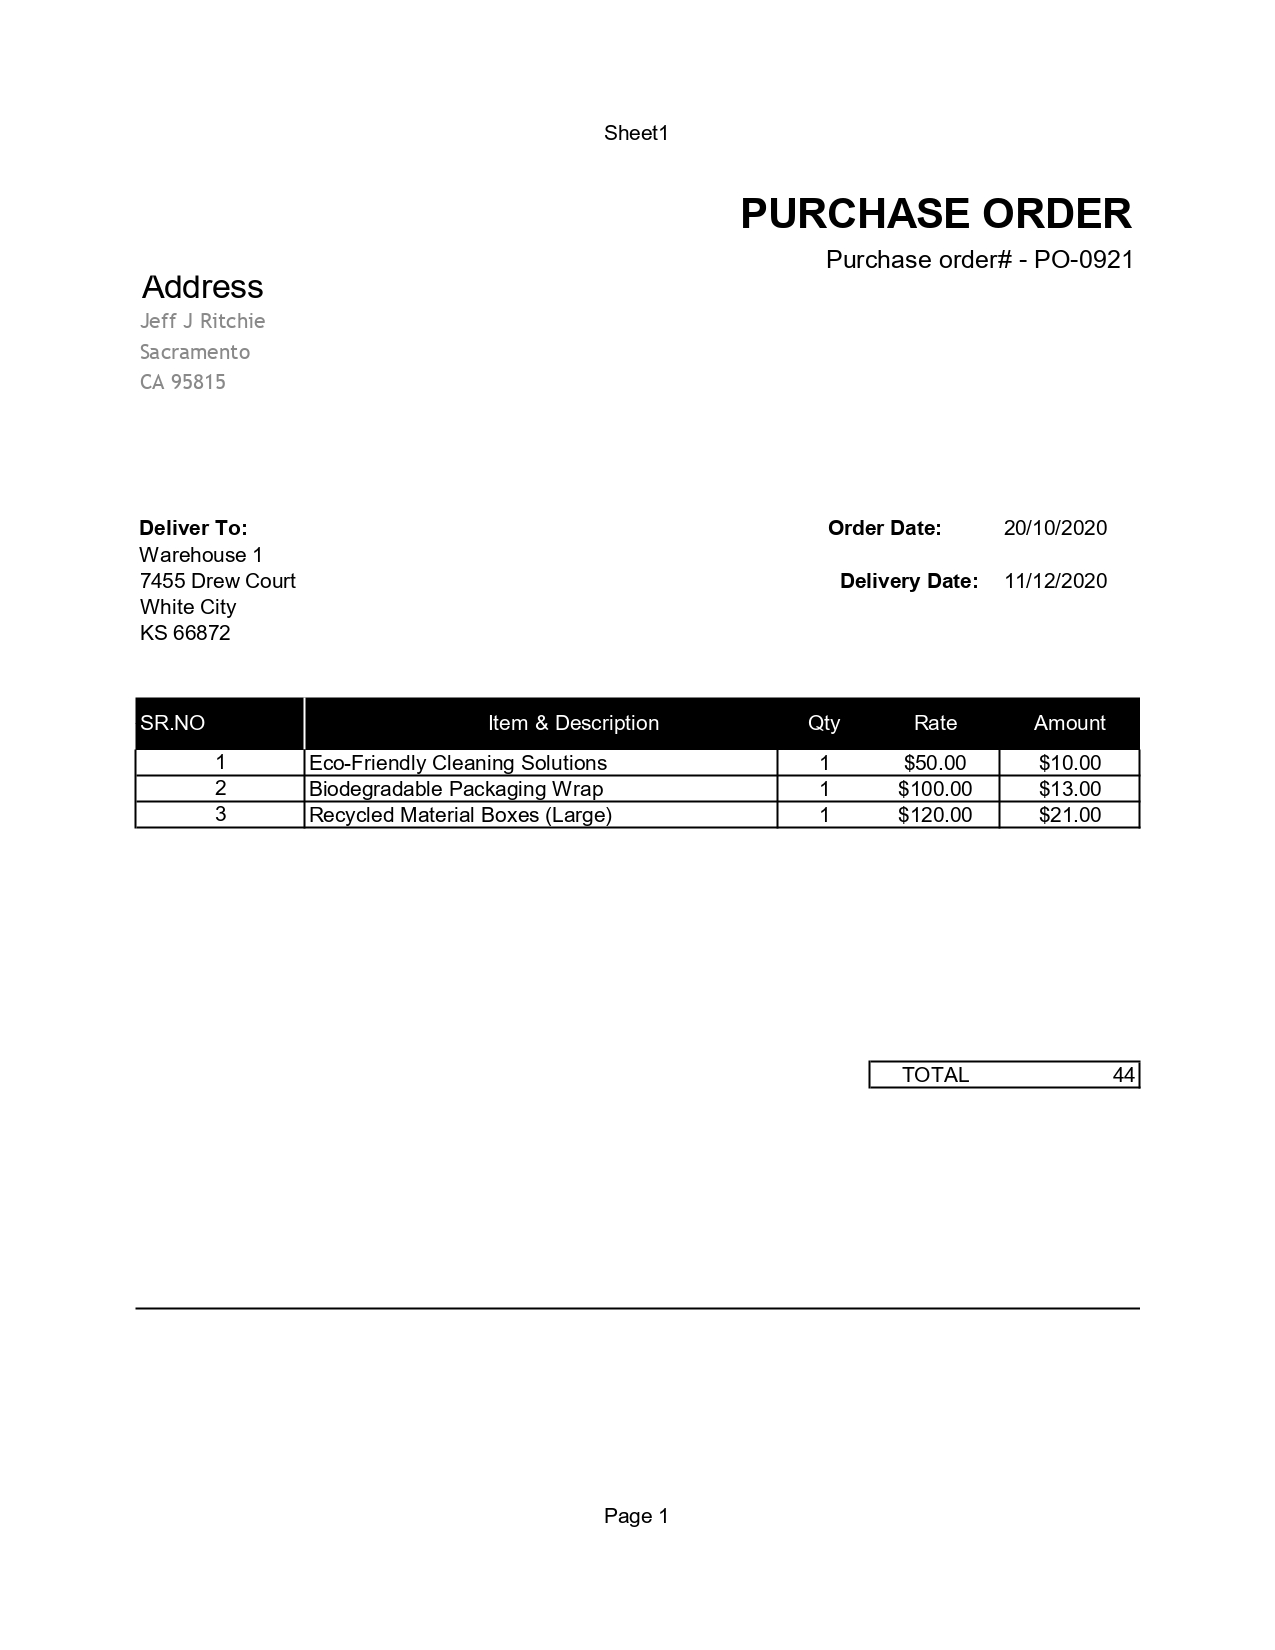 Sheet1
PURCHASE ORDER
Purchase order# - PO-0921
Address
Jeff J Ritchie
Sacramento
CA 95815
Deliver To: Order Date: 20/10/2020
Warehouse 1
7455 Drew Court Delivery Date: 11/12/2020
White City
KS 66872
SR.NO Item & Description Qty Rate Amount
1 Eco-Friendly Cleaning Solutions 1 $50.00 $10.00
2 Biodegradable Packaging Wrap 1 $100.00 $13.00
3 Recycled Material Boxes (Large) 1 $120.00 $21.00
TOTAL 44
Page 1